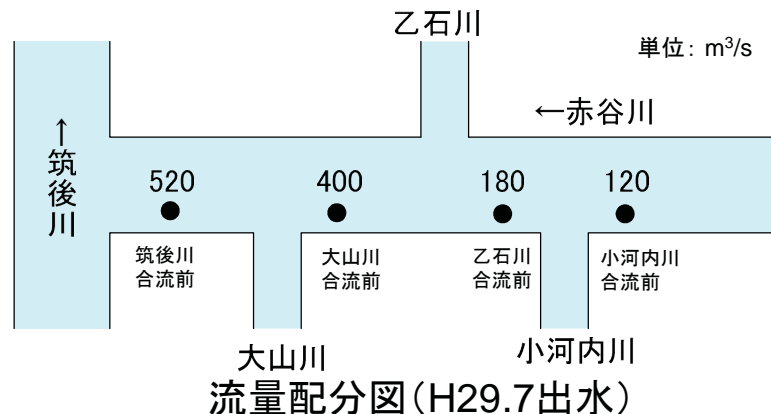 乙石川
単位: m³/s
←赤谷川
↑筑後川
520
400
180
120
筑後川
合流前
大山川
合流前
乙石川
合流前
小河内川
合流前
大山川
小河内川
流量配分図(H29.7出水)